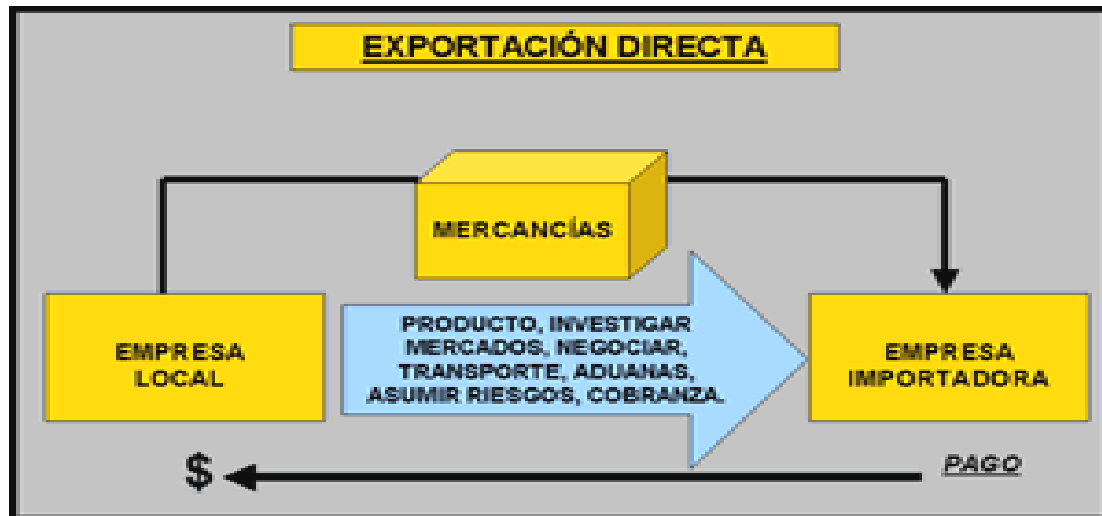 EXPORTACIÓN DIRECTA
MERCANCÍAS
EMPRESA
LOCAL
PRODUCTO, INVESTIGAR
MERCADOS, NEGOCIAR,
TRANSPORTE, ADUANAS,
ASUMIR RIESGOS, COBRANZA.
EMPRESA
IMPORTADORA
$
PAGO